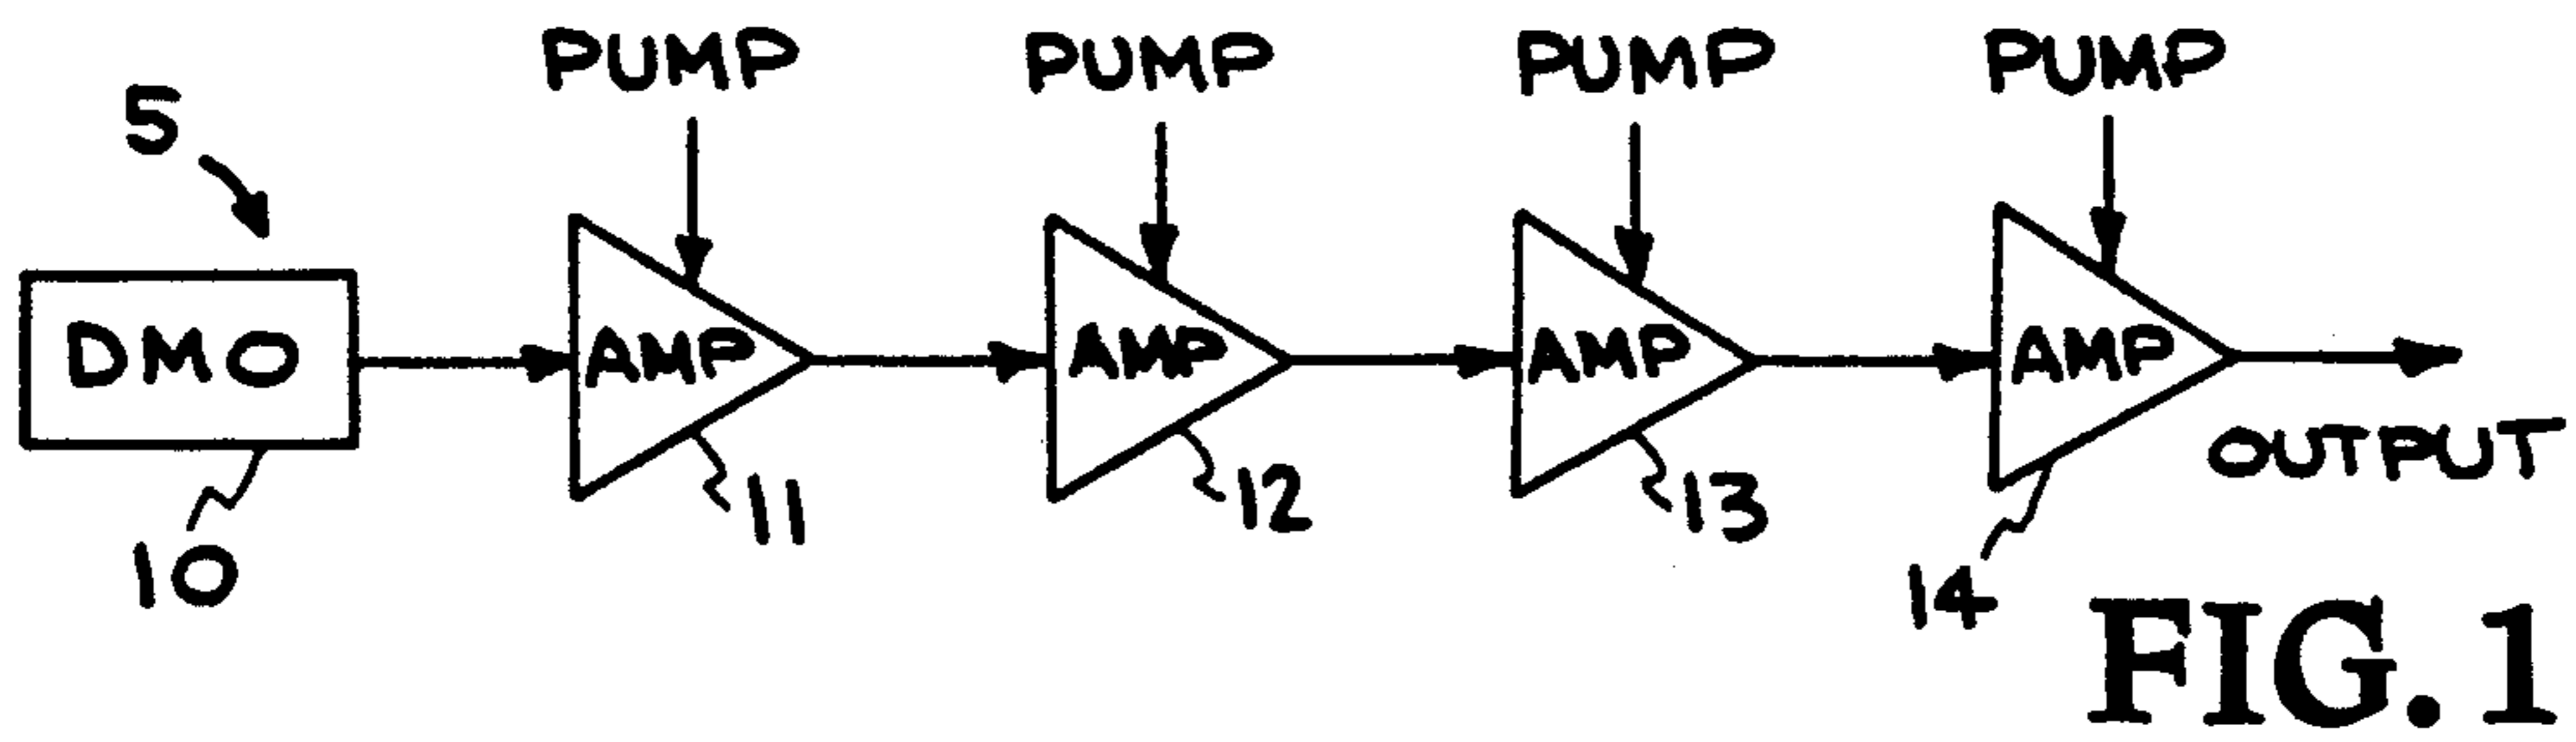 PUMP PUMP PUMP PUMP
5
DMO AMP AMP AMP AMP
OUTPUT
10 11 12 13 14
FIG. 1